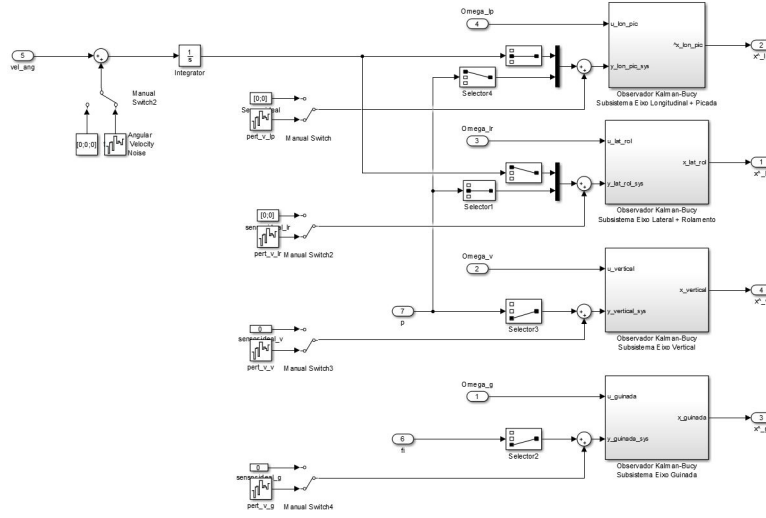 Omega_lp
4
u_lon_pic
^x_lon_pic
2
5
vel_ang
1
s
Integrator
y_lon_pic_sys
Selector4
Observador Kalman-Bucy
Subsistema Eixo Longitudinal + Picada
Manual
Switch2
[0;0]
pert_v_lp
Manual Switch
[0;0;0]
Angular
Velocity
Noise
Omega_lr
3
u_lat_rol
x_lat_rol
1
y_lat_rol_sys
Selector1
Observador Kalman-Bucy
Subsistema Eixo Lateral + Rolamento
[0;0]
pert_v_lr
Manual Switch2
Omega_v
2
u_vertical
x_vertical
4
7
p
y_vertical_sys
Selector3
Observador Kalman-Bucy
Subsistema Eixo Vertical
0
sensorideal_v
pert_v_v
Manual Switch3
Omega_g
1
u_guinada
x_guinada
3
6
fi
y_guinada_sys
Selector2
Observador Kalman-Bucy
Subsistema Eixo Guinada
0
sensorideal_g
pert_v_g
Manual Switch4